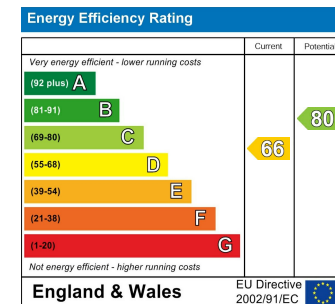 Energy Efficiency Rating
Current Potentia
Very energy efficient - lower running costs
(92 plus) A
(81-91) B
80
(69-80) C
66
(55-68) D
(39-54) E
(21-38) F
(1-20) G
Not energy efficient - higher running costs
England & Wales
EU Directive
2002/91/EC